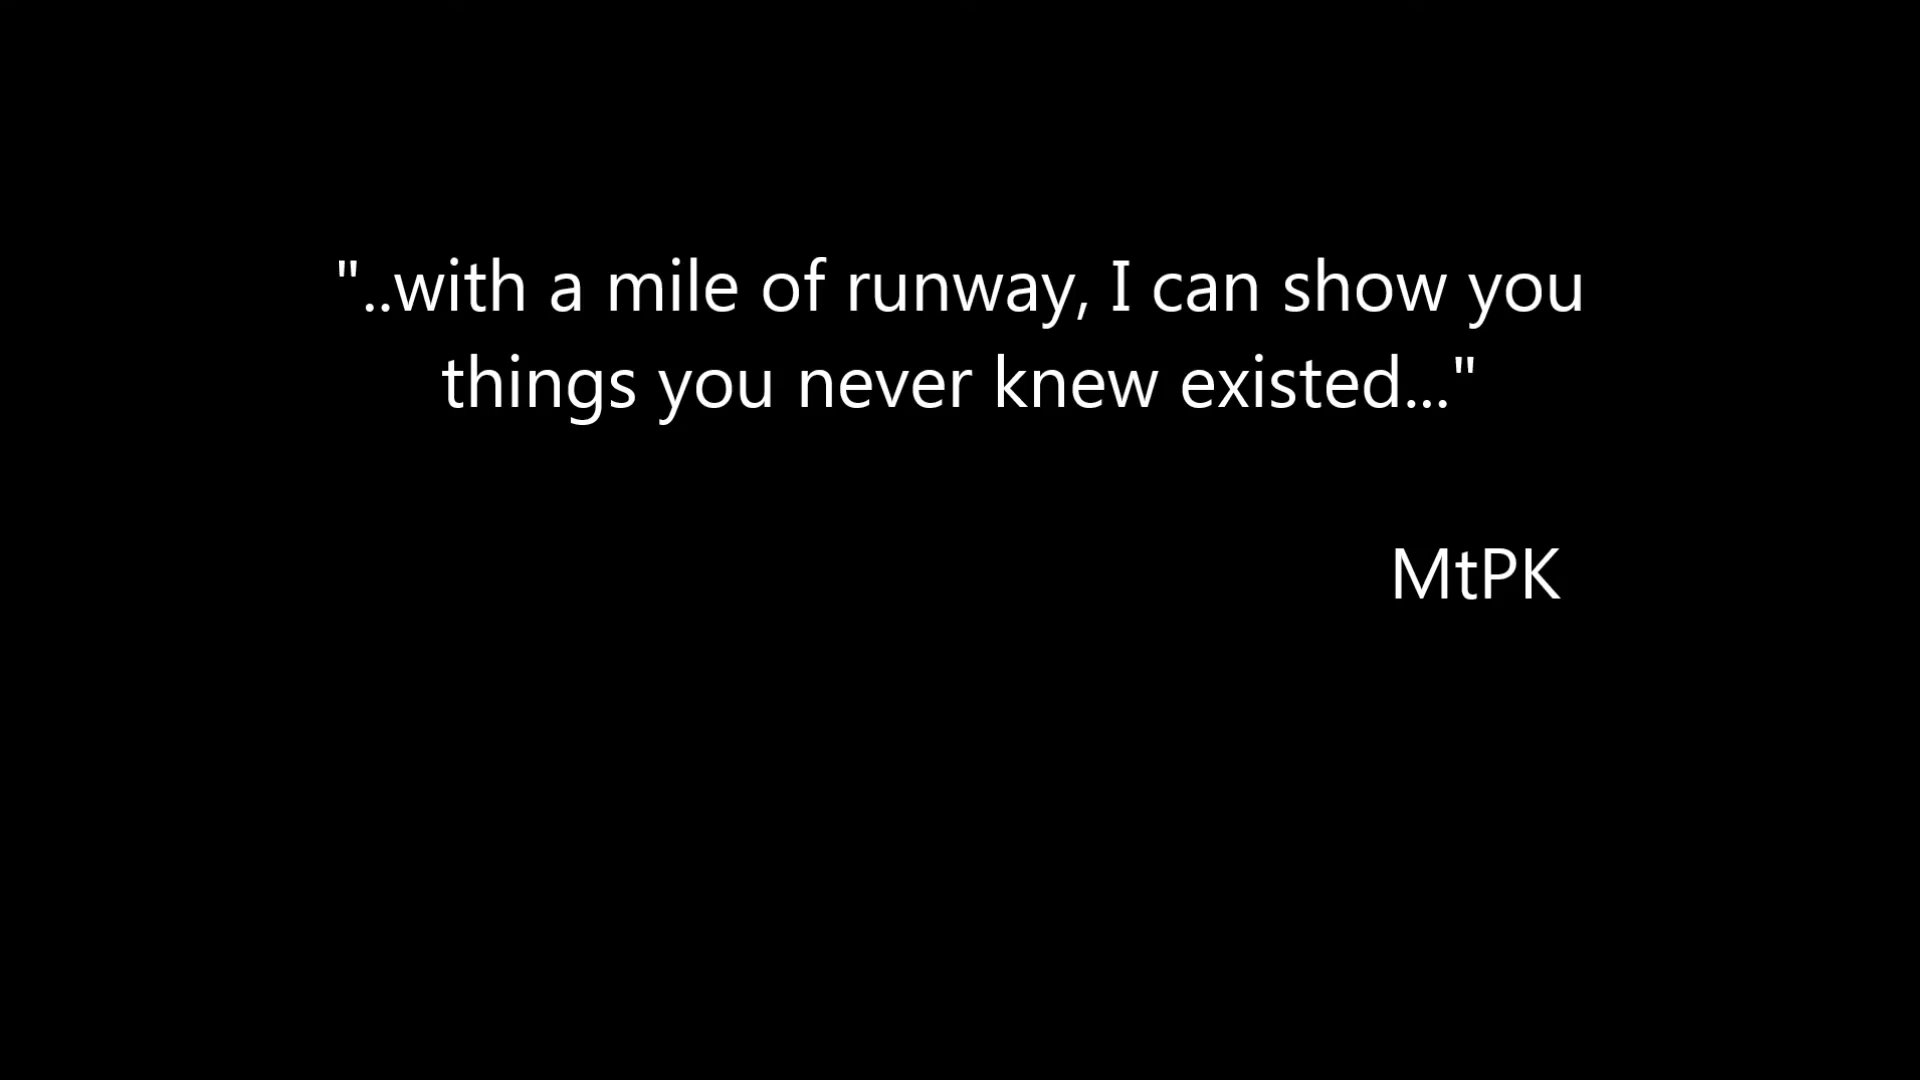 "..with a mile of runway, I can show you
things you never knew existed..."
MtPK